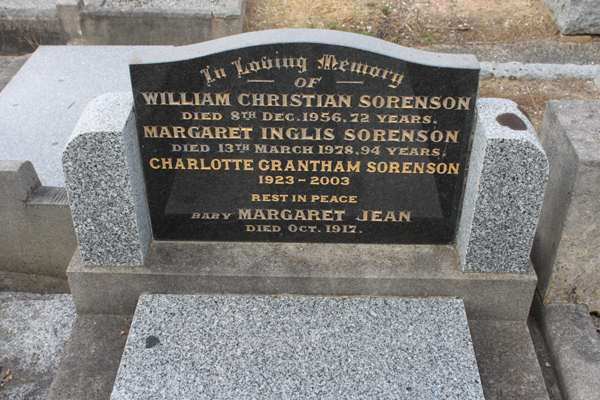 In Loving Memory
OF
WILLIAM CHRISTIAN SORENSON
DIED 8TH DEC. 1956, 72 YEARS.
MARGARET INGLIS SORENSON
DIED 13TH MARCH 1978, 94 YEARS.
CHARLOTTE GRANTHAM SORENSON
1923 - 2003
REST IN PEACE
BABY MARGARET JEAN
DIED OCT. 1917.